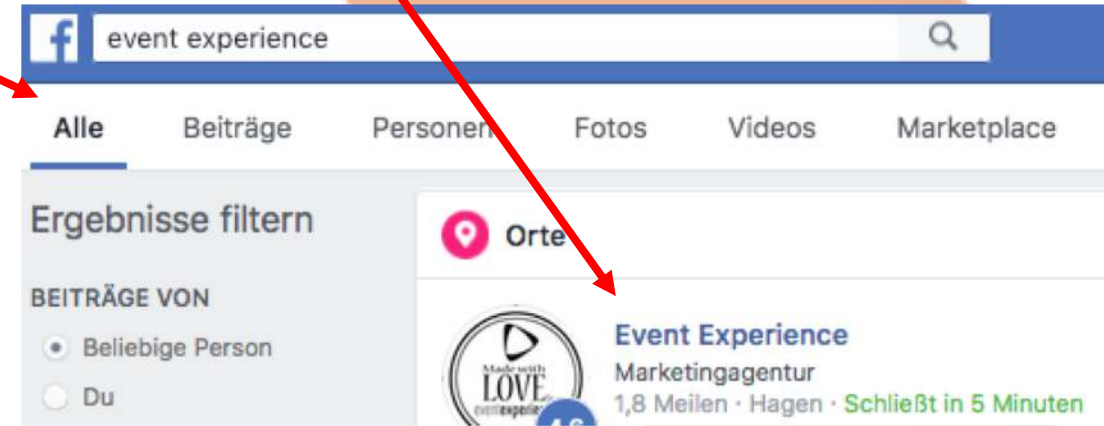 f event experience
Alle Beiträge Personen Fotos Videos Marketplace
Ergebnisse filtern
Orte
BEITRÄGE VON
Beliebige Person
Du
Event Experience
Marketingagentur
1,8 Meilen · Hagen · Schließt in 5 Minuten
Made with
LOVE